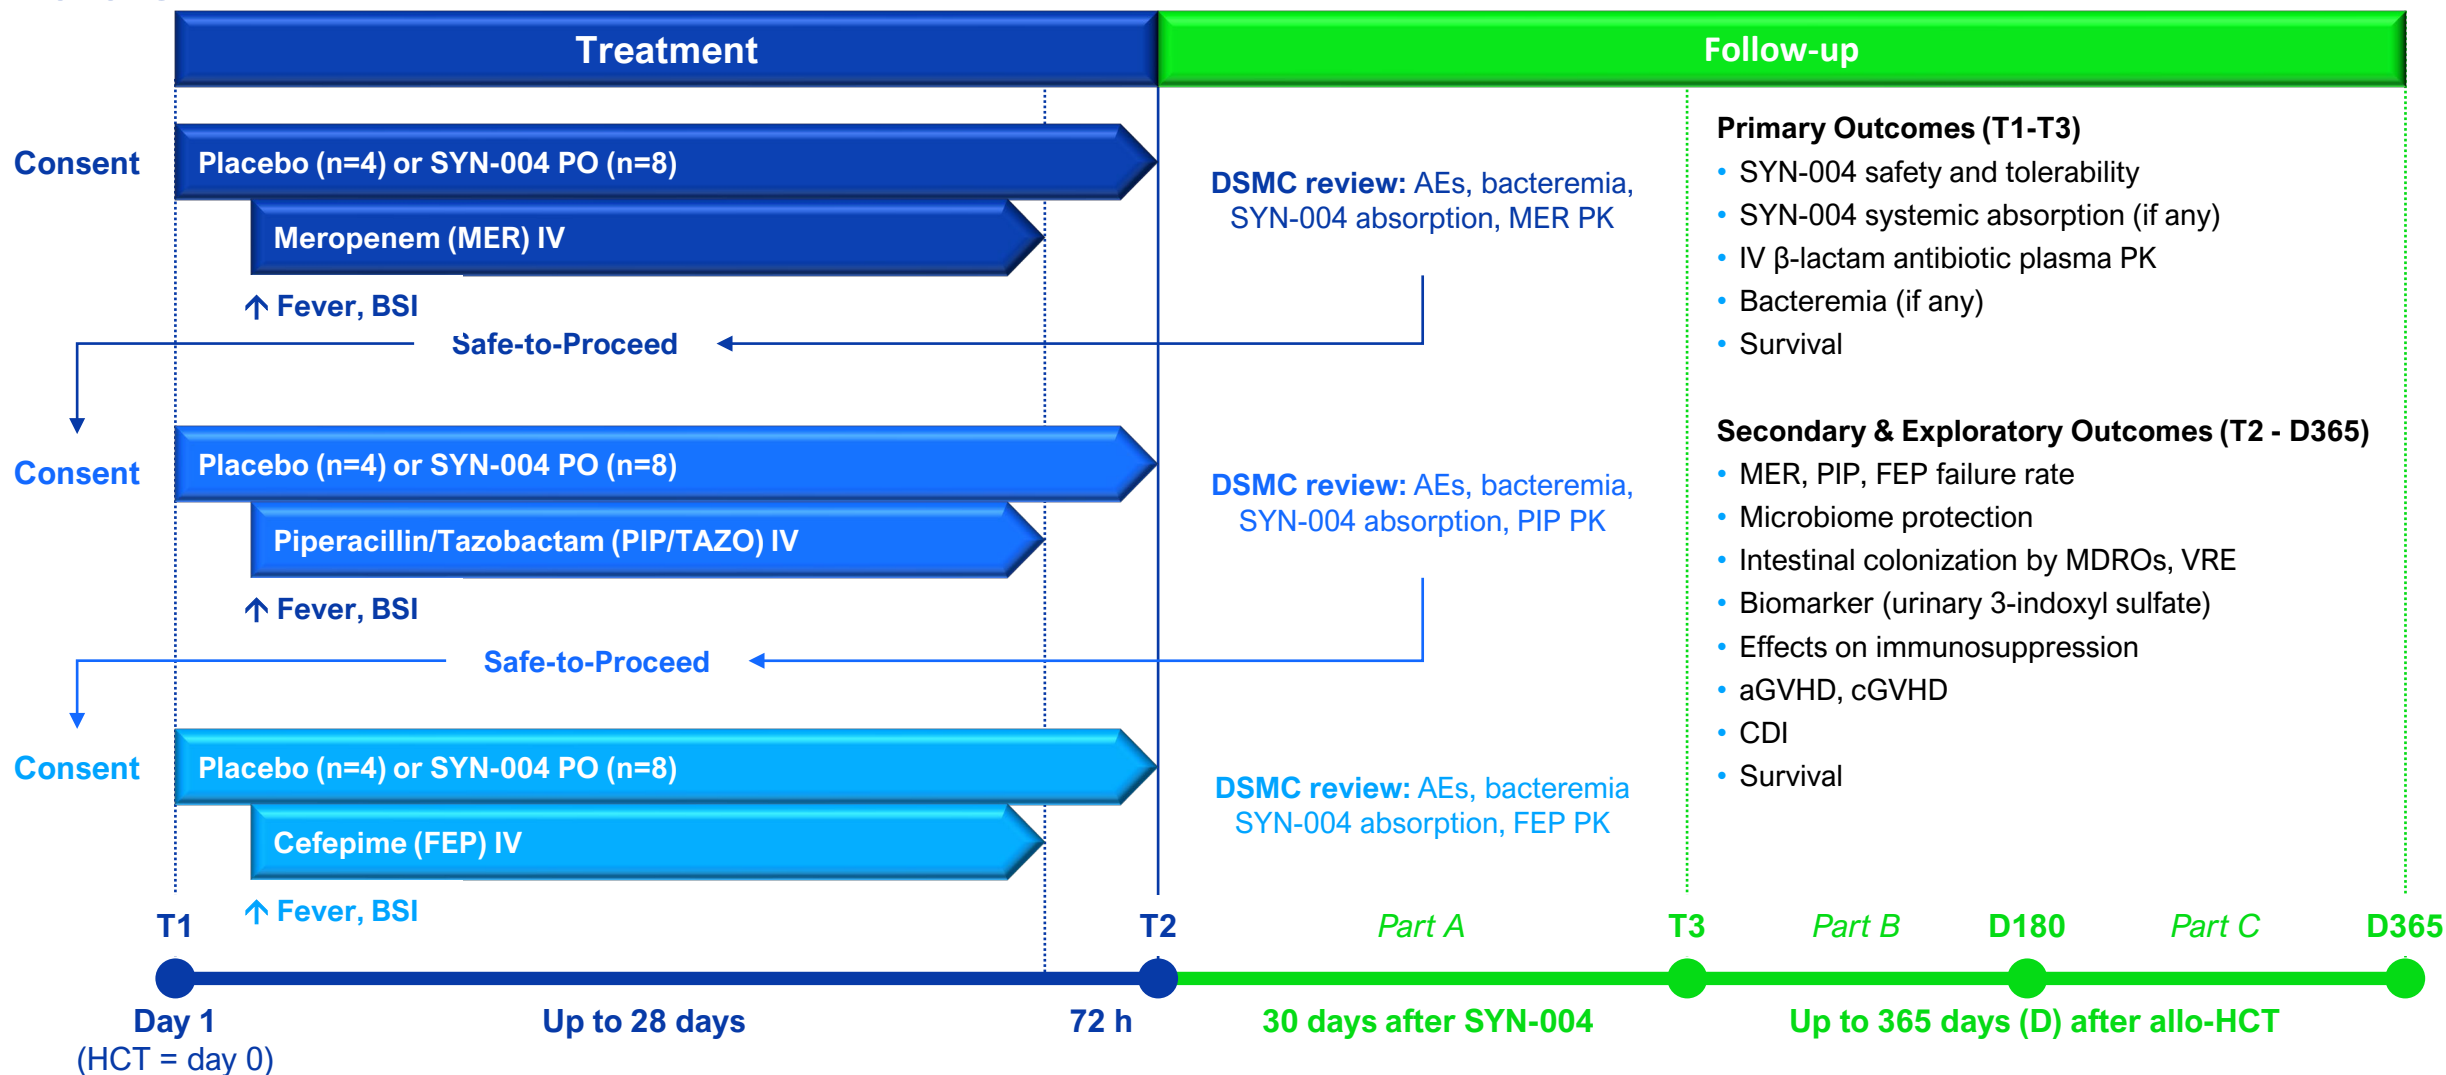 Treatment
Follow-up
Consent
Placebo (n=4) or SYN-004 PO (n=8)
Meropenem (MER) IV
↑ Fever, BSI
DSMC review: AEs, bacteremia,
SYN-004 absorption, MER PK
Safe-to-Proceed
Consent
Placebo (n=4) or SYN-004 PO (n=8)
Piperacillin/Tazobactam (PIP/TAZO) IV
↑ Fever, BSI
DSMC review: AEs, bacteremia,
SYN-004 absorption, PIP PK
Safe-to-Proceed
Consent
Placebo (n=4) or SYN-004 PO (n=8)
Cefepime (FEP) IV
↑ Fever, BSI
DSMC review: AEs, bacteremia
SYN-004 absorption, FEP PK
Primary Outcomes (T1-T3)
• SYN-004 safety and tolerability
• SYN-004 systemic absorption (if any)
• IV β-lactam antibiotic plasma PK
• Bacteremia (if any)
• Survival
Secondary & Exploratory Outcomes (T2 - D365)
• MER, PIP, FEP failure rate
• Microbiome protection
• Intestinal colonization by MDROs, VRE
• Biomarker (urinary 3-indoxyl sulfate)
• Effects on immunosuppression
• aGVHD, cGVHD
• CDI
• Survival
T1
T2
Part A
T3
Part B
D180
Part C
D365
Day 1
(HCT = day 0)
Up to 28 days
72 h
30 days after SYN-004
Up to 365 days (D) after allo-HCT